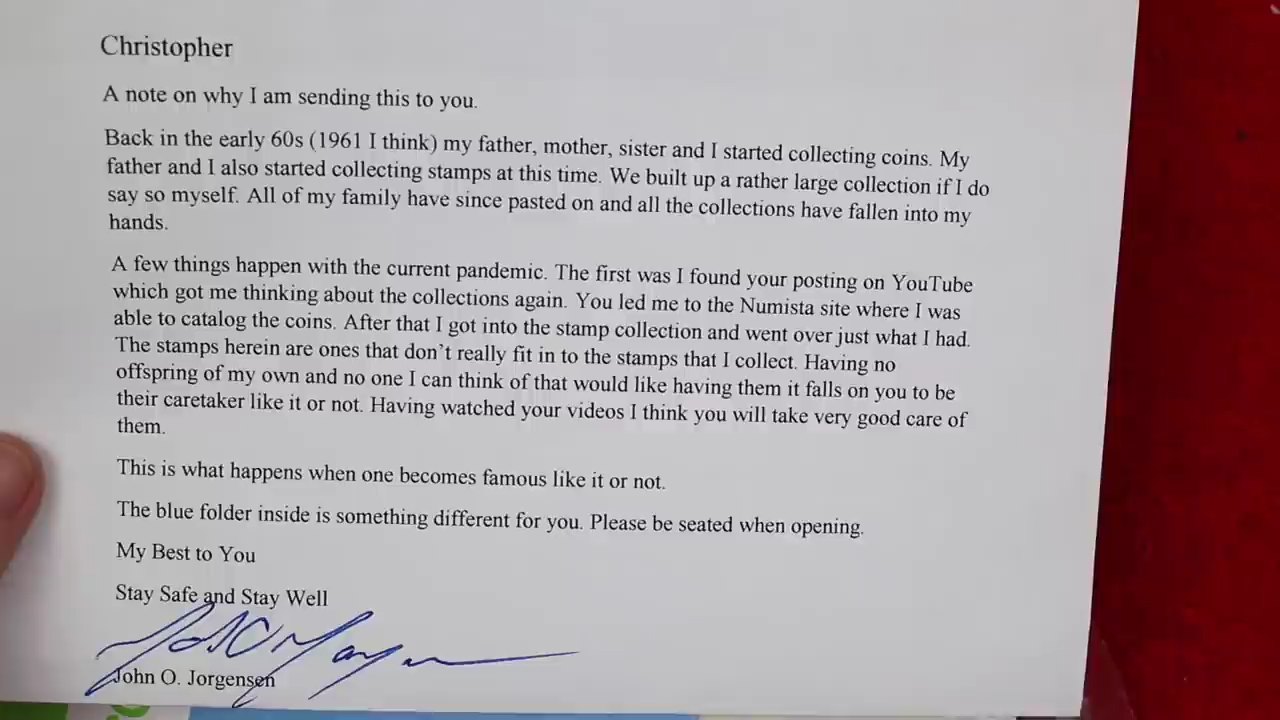 Christopher
A note on why I am sending this to you.
Back in the early 60s (1961 I think) my father, mother, sister and I started collecting coins. My
father and I also started collecting stamps at this time. We built up a rather large collection if I do
say so myself. All of my family have since pasted on and all the collections have fallen into my
hands.
A few things happen with the current pandemic. The first was I found your posting on YouTube
which got me thinking about the collections again. You led me to the Numista site where I was
able to catalog the coins. After that I got into the stamp collection and went over just what I had.
The stamps herein are ones that don't really fit in to the stamps that I collect. Having no
offspring of my own and no one I can think of that would like having them it falls on you to be
their caretaker like it or not. Having watched your videos I think you will take very good care of
them.
This is what happens when one becomes famous like it or not.
The blue folder inside is something different for you. Please be seated when opening.
My Best to You
Stay Safe and Stay Well
John O. Jorgensen